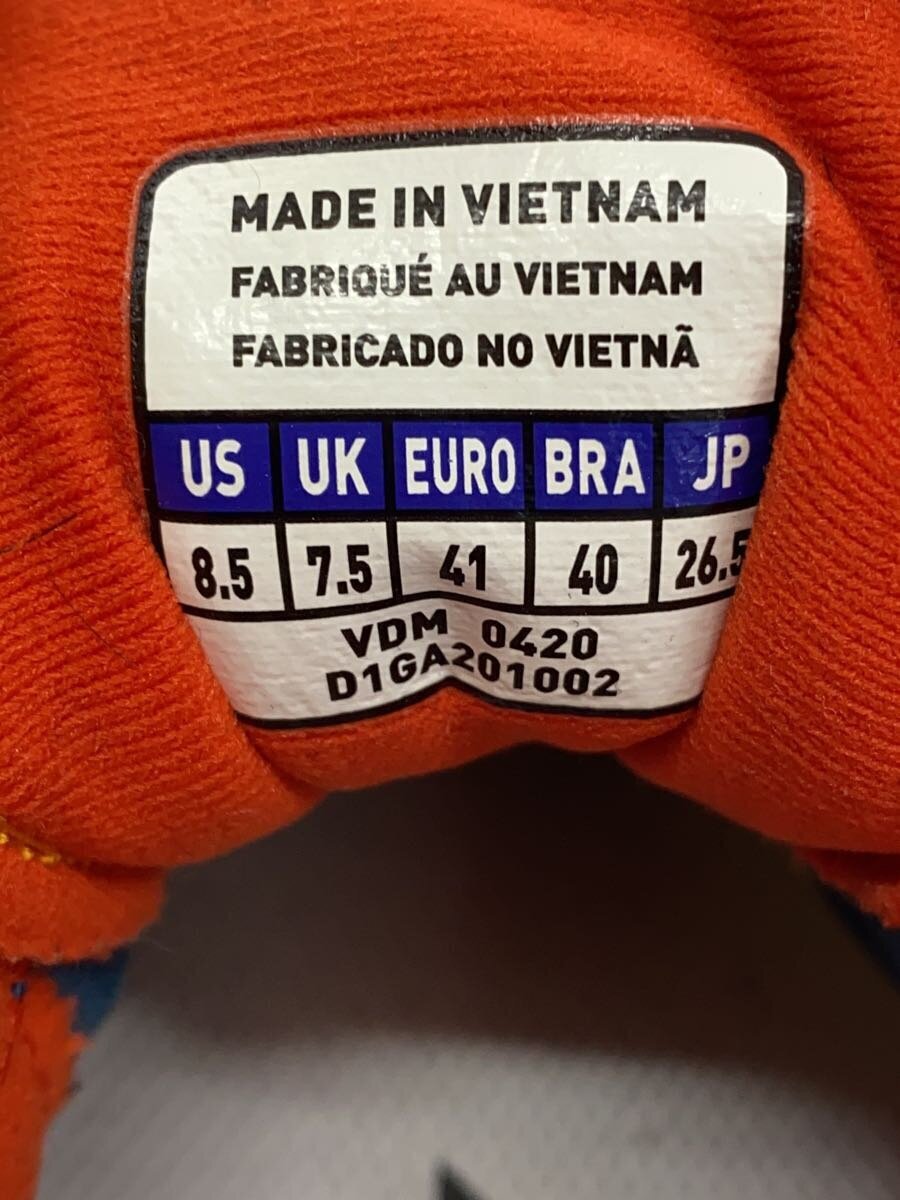 MADE IN VIETNAM
FABRIQUÉ AU VIETNAM
FABRICADO NO VIETNÃ
US UK EURO BRA JP
8.5 7.5 41 40 26.5
VDM 0420
D1GA201002